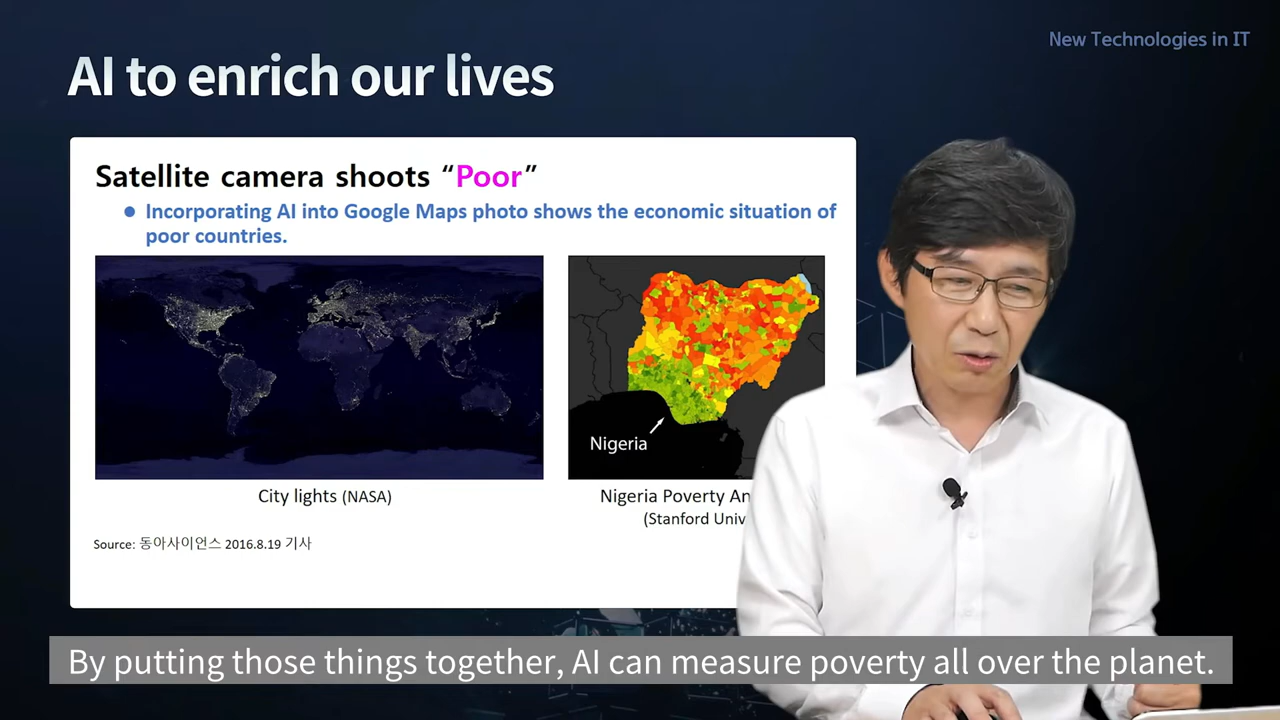 New Technologies in IT
AI to enrich our lives
Satellite camera shoots “Poor”
● Incorporating AI into Google Maps photo shows the economic situation of
poor countries.
Nigeria
City lights (NASA)
Nigeria Poverty
(Stanford
Source: 동아사이언스 2016.8.19 기사
By putting those things together, AI can measure poverty all over the planet.